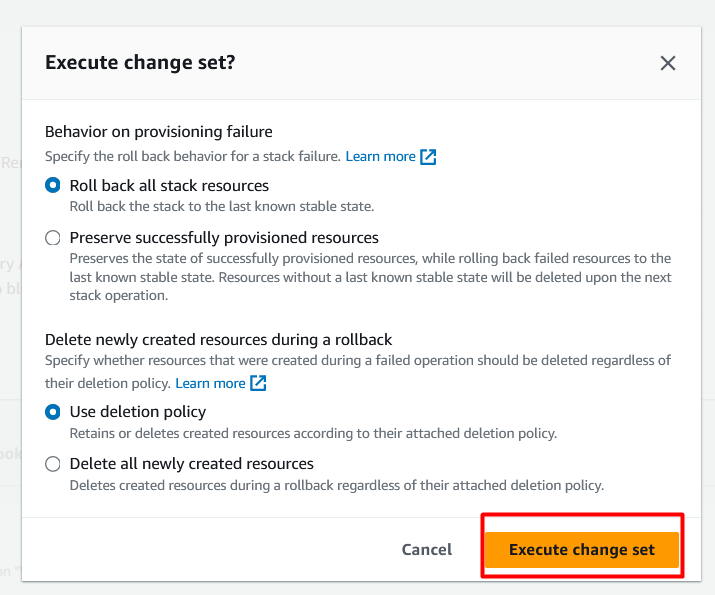 Execute change set?
Behavior on provisioning failure
Specify the roll back behavior for a stack failure. Learn more
Roll back all stack resources
Roll back the stack to the last known stable state.
Preserve successfully provisioned resources
Preserves the state of successfully provisioned resources, while rolling back failed resources to the
last known stable state. Resources without a last known stable state will be deleted upon the next
stack operation.
Delete newly created resources during a rollback
Specify whether resources that were created during a failed operation should be deleted regardless of
their deletion policy. Learn more
Use deletion policy
Retains or deletes created resources according to their attached deletion policy.
Delete all newly created resources
Deletes created resources during a rollback regardless of their attached deletion policy.
Cancel
Execute change set